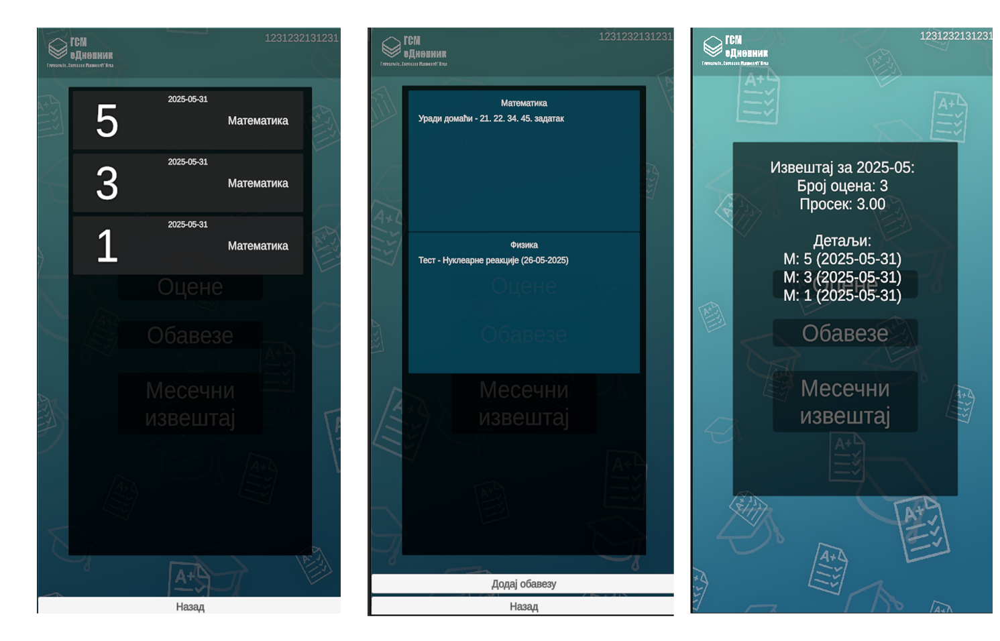 ГСМ
еДневник
1231232131231
5
2025-05-31
Математика
3
2025-05-31
Математика
1
2025-05-31
Математика
Оцене
Обавезе
Месечни
извештај
Назад
ГСМ
еДневник
1231232131231
Математика
Уради домаћи - 21. 22. 34. 45. задатак
Физика
Тест - Нуклеарне реакције (26-05-2025)
Оцене
Обавезе
Месечни
извештај
Додај обавезу
Назад
ГСМ
еДневник
1231232131231
Извештај за 2025-05:
Број оцена: 3
Просек: 3.00
Детаљи:
М: 5 (2025-05-31)
М: 3 (2025-05-31)
Оцене
М: 1 (2025-05-31)
Обавезе
Месечни
извештај